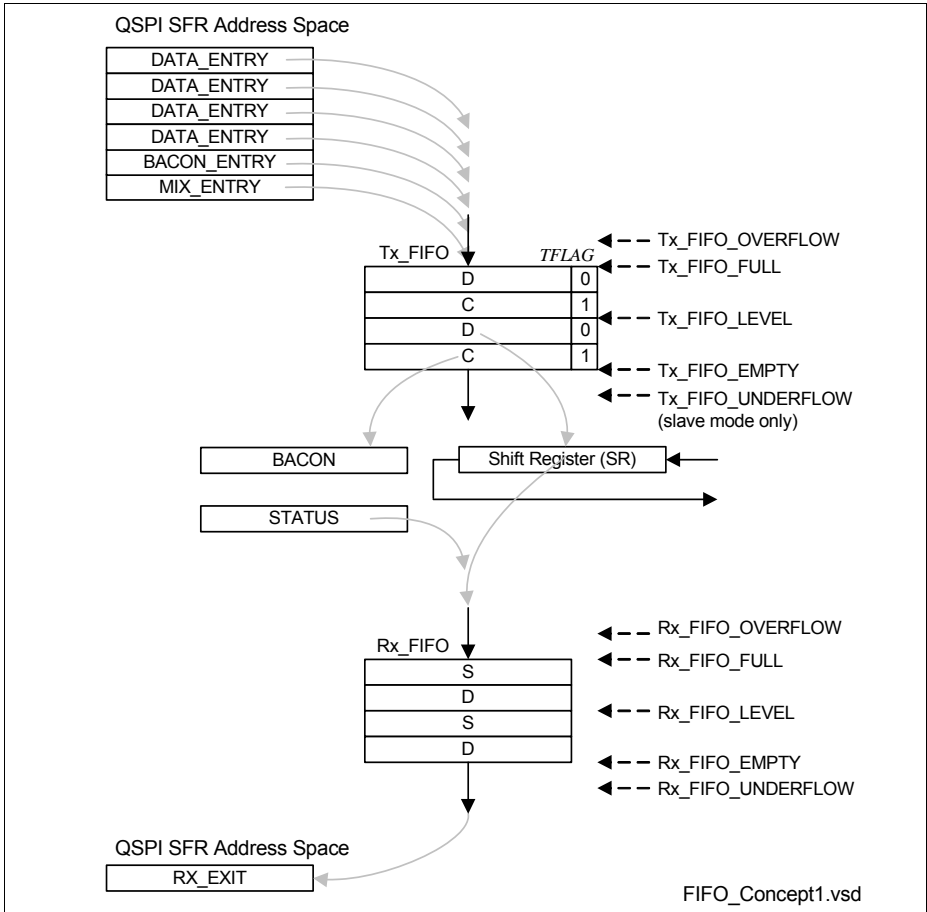 QSPI SFR Address Space
DATA_ENTRY
DATA_ENTRY
DATA_ENTRY
DATA_ENTRY
BACON_ENTRY
MIX_ENTRY
Tx_FIFO TFLAG
Tx_FIFO_OVERFLOW
Tx_FIFO_FULL
D 0
C 1
Tx_FIFO_LEVEL
D 0
C 1
Tx_FIFO_EMPTY
Tx_FIFO_UNDERFLOW
(slave mode only)
BACON
Shift Register (SR)
STATUS
Rx_FIFO
Rx_FIFO_OVERFLOW
Rx_FIFO_FULL
S
D
Rx_FIFO_LEVEL
S
D
Rx_FIFO_EMPTY
Rx_FIFO_UNDERFLOW
QSPI SFR Address Space
RX_EXIT
FIFO_Concept1.vsd